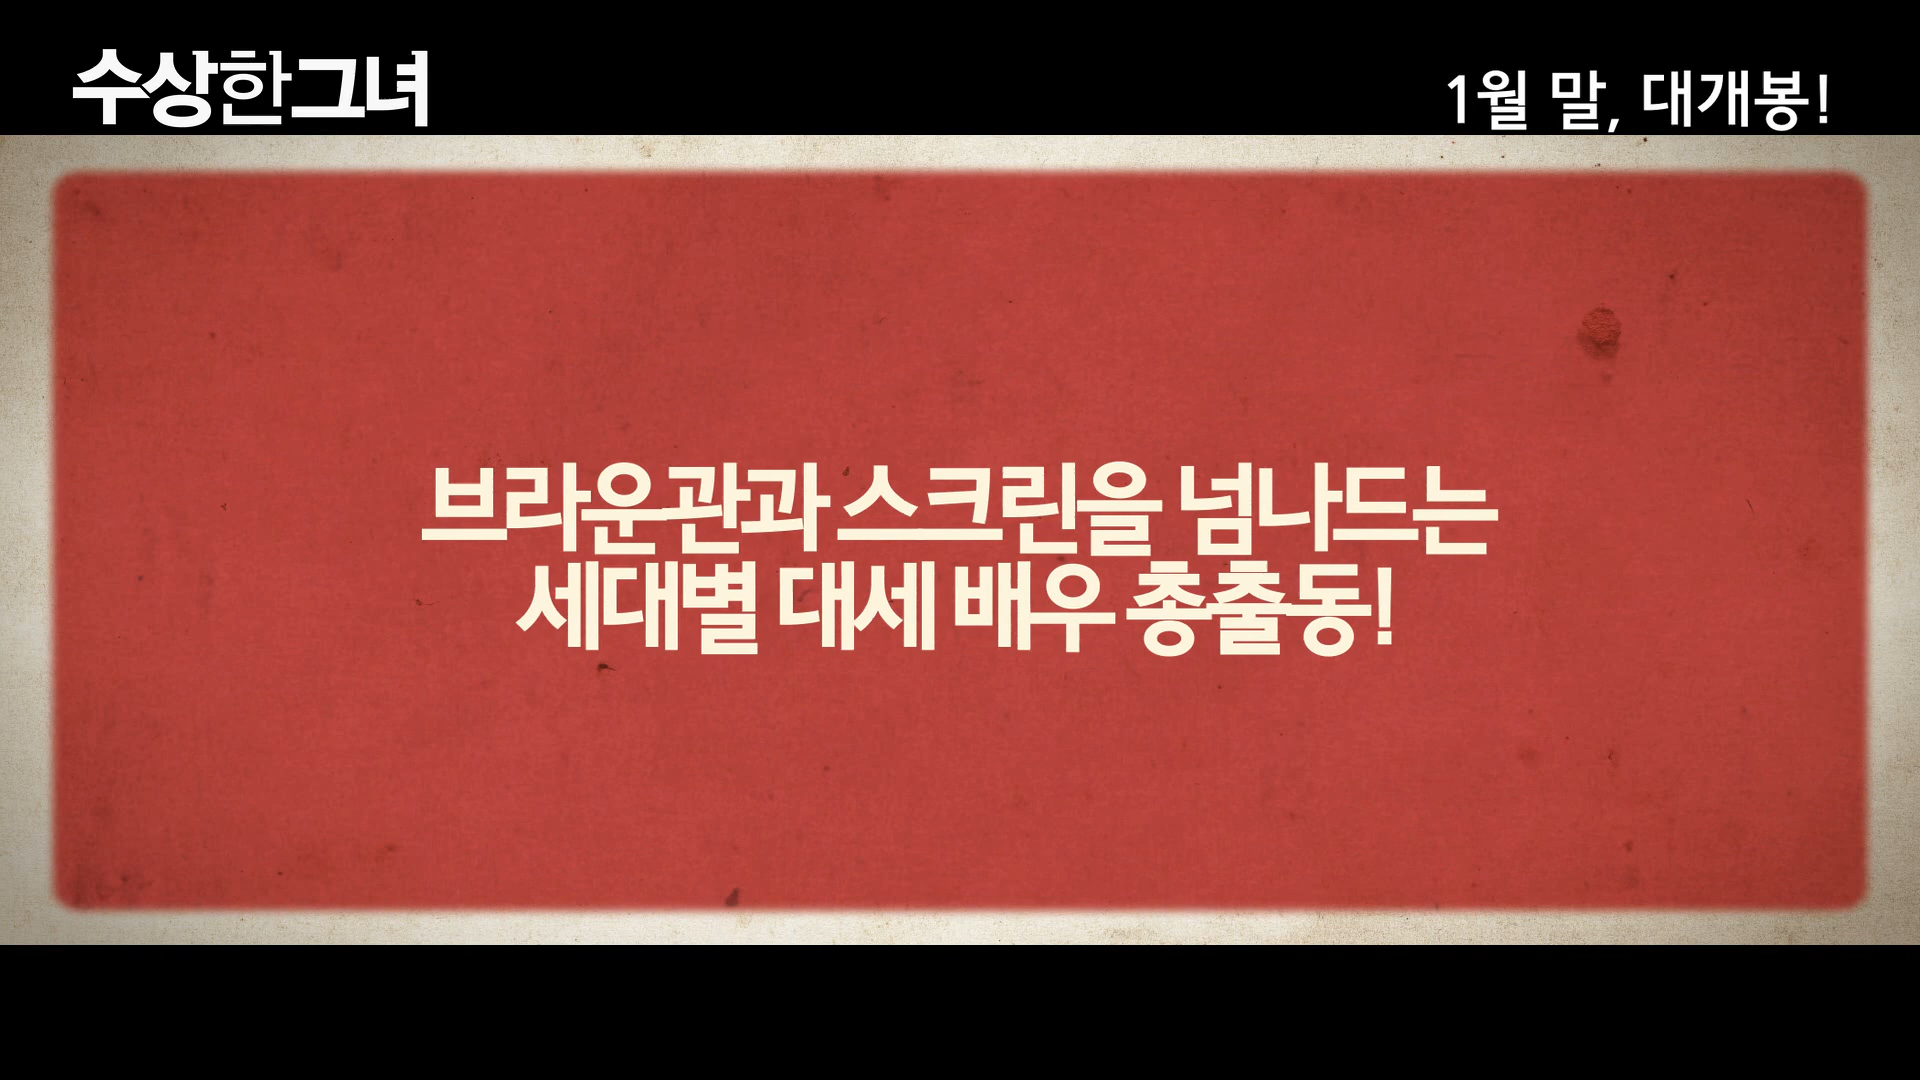 수상한그녀
1월 말, 대개봉!
브라운관과 스크린을 넘나드는
세대별 대세 배우 총출동!